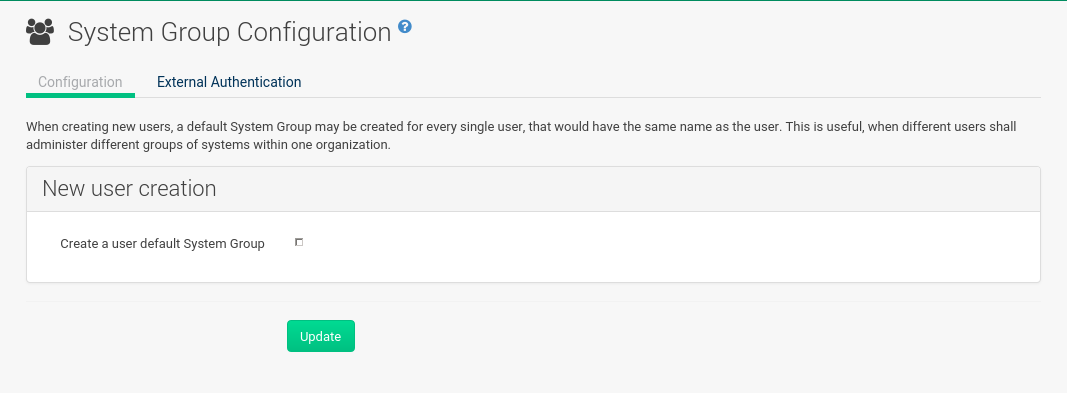 System Group Configuration ?
Configuration External Authentication
When creating new users, a default System Group may be created for every single user, that would have the same name as the user. This is useful, when different users shall
administer different groups of systems within one organization.
New user creation
Create a user default System Group
Update